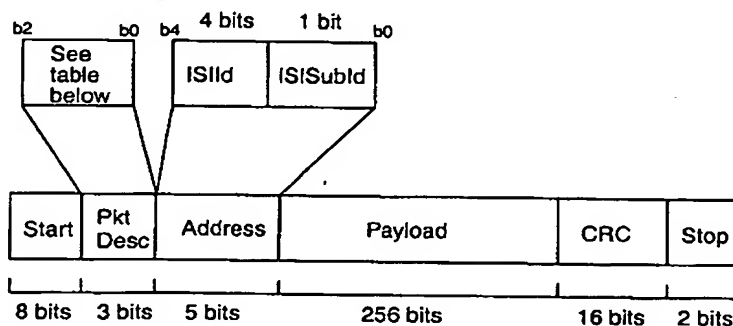 4 bits 1 bit
b2 b0 b4 b0
See table below
ISIId ISISubId
Start Pkt Desc Address Payload CRC Stop
8 bits 3 bits 5 bits 256 bits 16 bits 2 bits